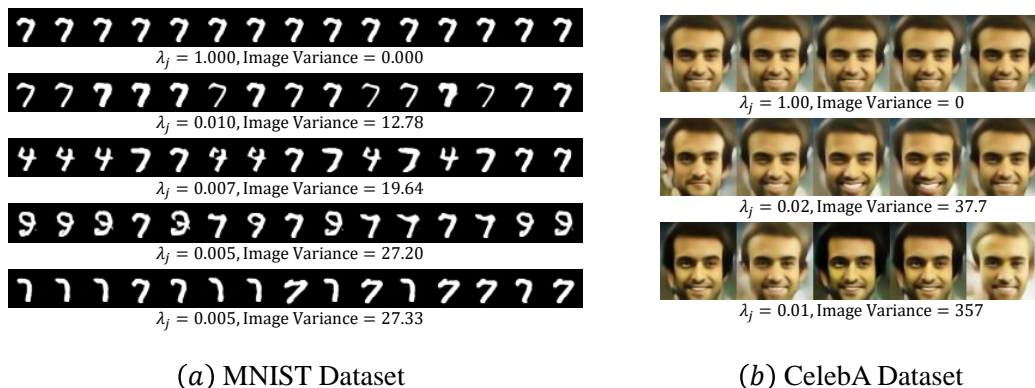 λⱼ = 1.000, Image Variance = 0.000
λⱼ = 0.010, Image Variance = 12.78
λⱼ = 0.007, Image Variance = 19.64
λⱼ = 0.005, Image Variance = 27.20
λⱼ = 0.005, Image Variance = 27.33
(a) MNIST Dataset
λⱼ = 1.00, Image Variance = 0
λⱼ = 0.02, Image Variance = 37.7
λⱼ = 0.01, Image Variance = 357
(b) CelebA Dataset